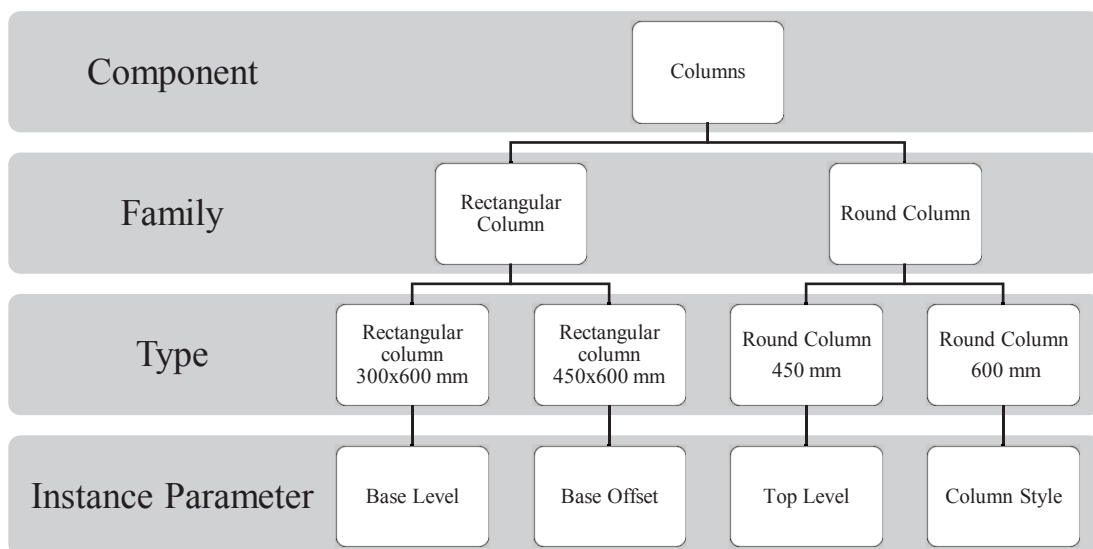 Component
Columns
Family
Rectangular
Column
Round Column
Type
Rectangular
column
300x600 mm
Rectangular
column
450x600 mm
Round Column
450 mm
Round Column
600 mm
Instance Parameter
Base Level
Base Offset
Top Level
Column Style